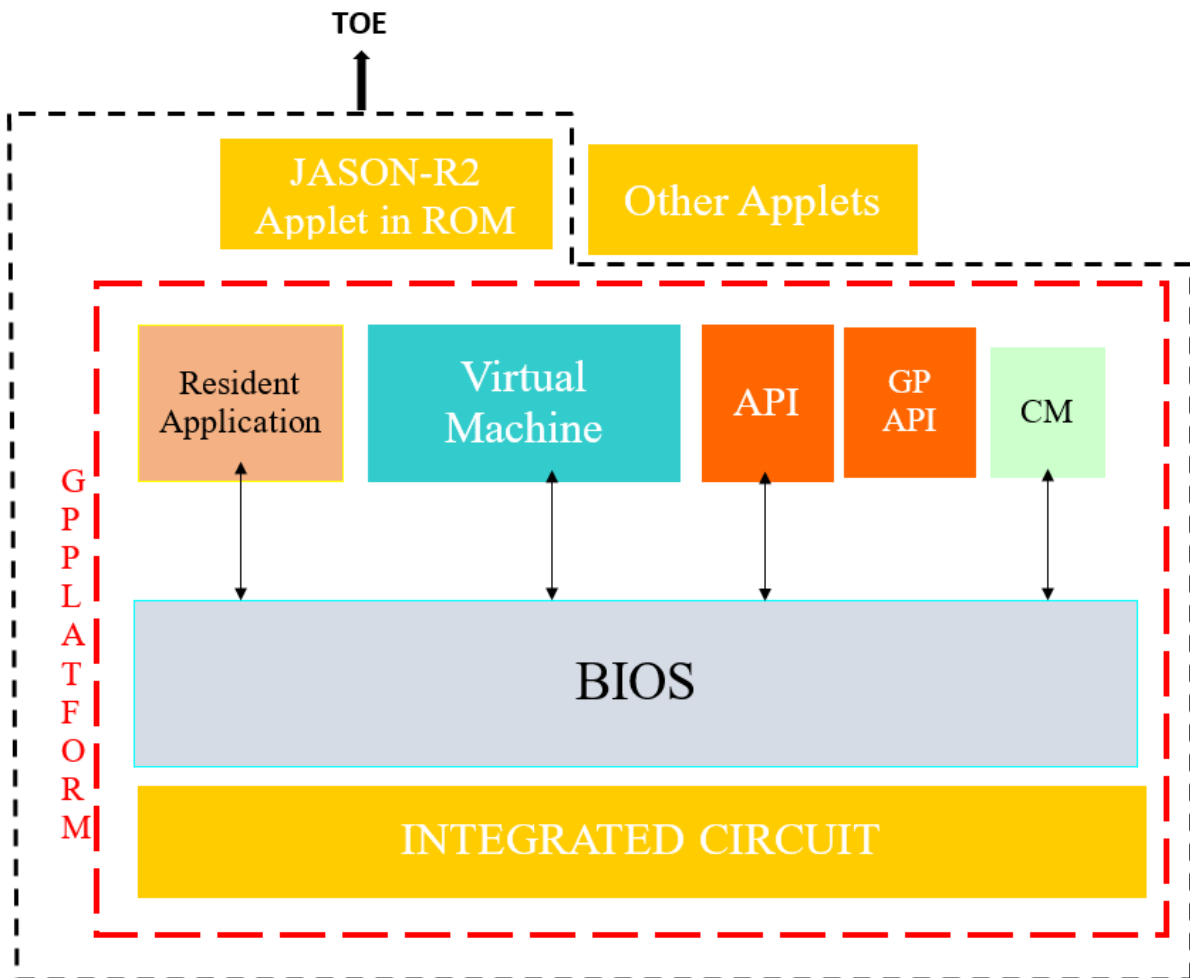 TOE
JASON-R2
Applet in ROM
Other Applets
Resident
Application
Virtual
Machine
API
GP
API
CM
G
P
P
L
A
T
F
O
R
M
BIOS
INTEGRATED CIRCUIT